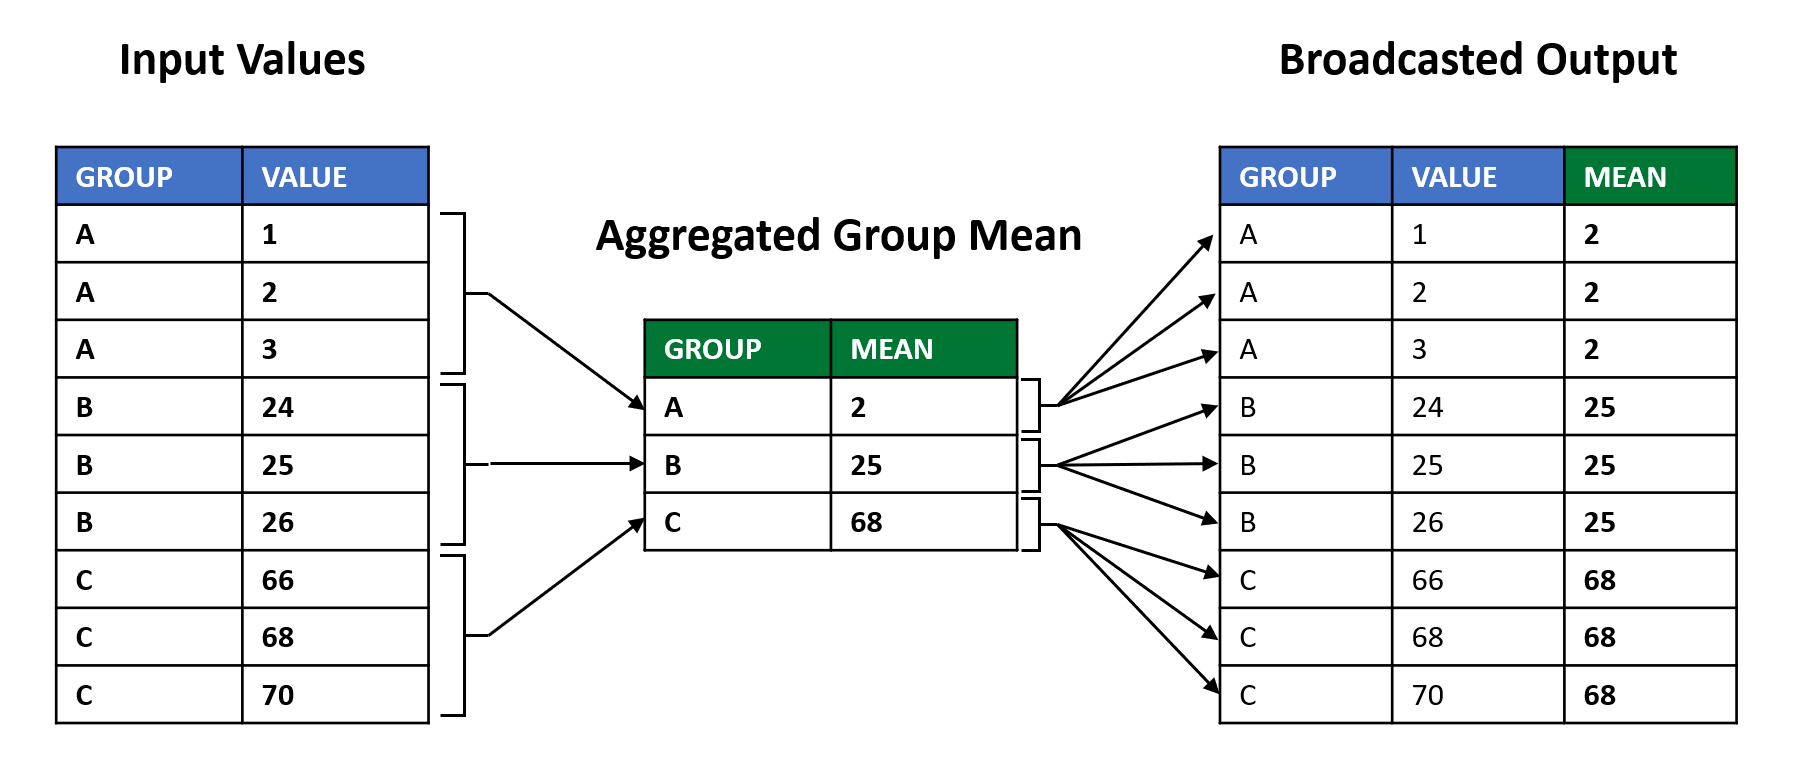 Input Values
GROUP VALUE
A 1
A 2
A 3
B 24
B 25
B 26
C 66
C 68
C 70
Aggregated Group Mean
GROUP MEAN
A 2
B 25
C 68
Broadcasted Output
GROUP VALUE MEAN
A 1 2
A 2 2
A 3 2
B 24 25
B 25 25
B 26 25
C 66 68
C 68 68
C 70 68